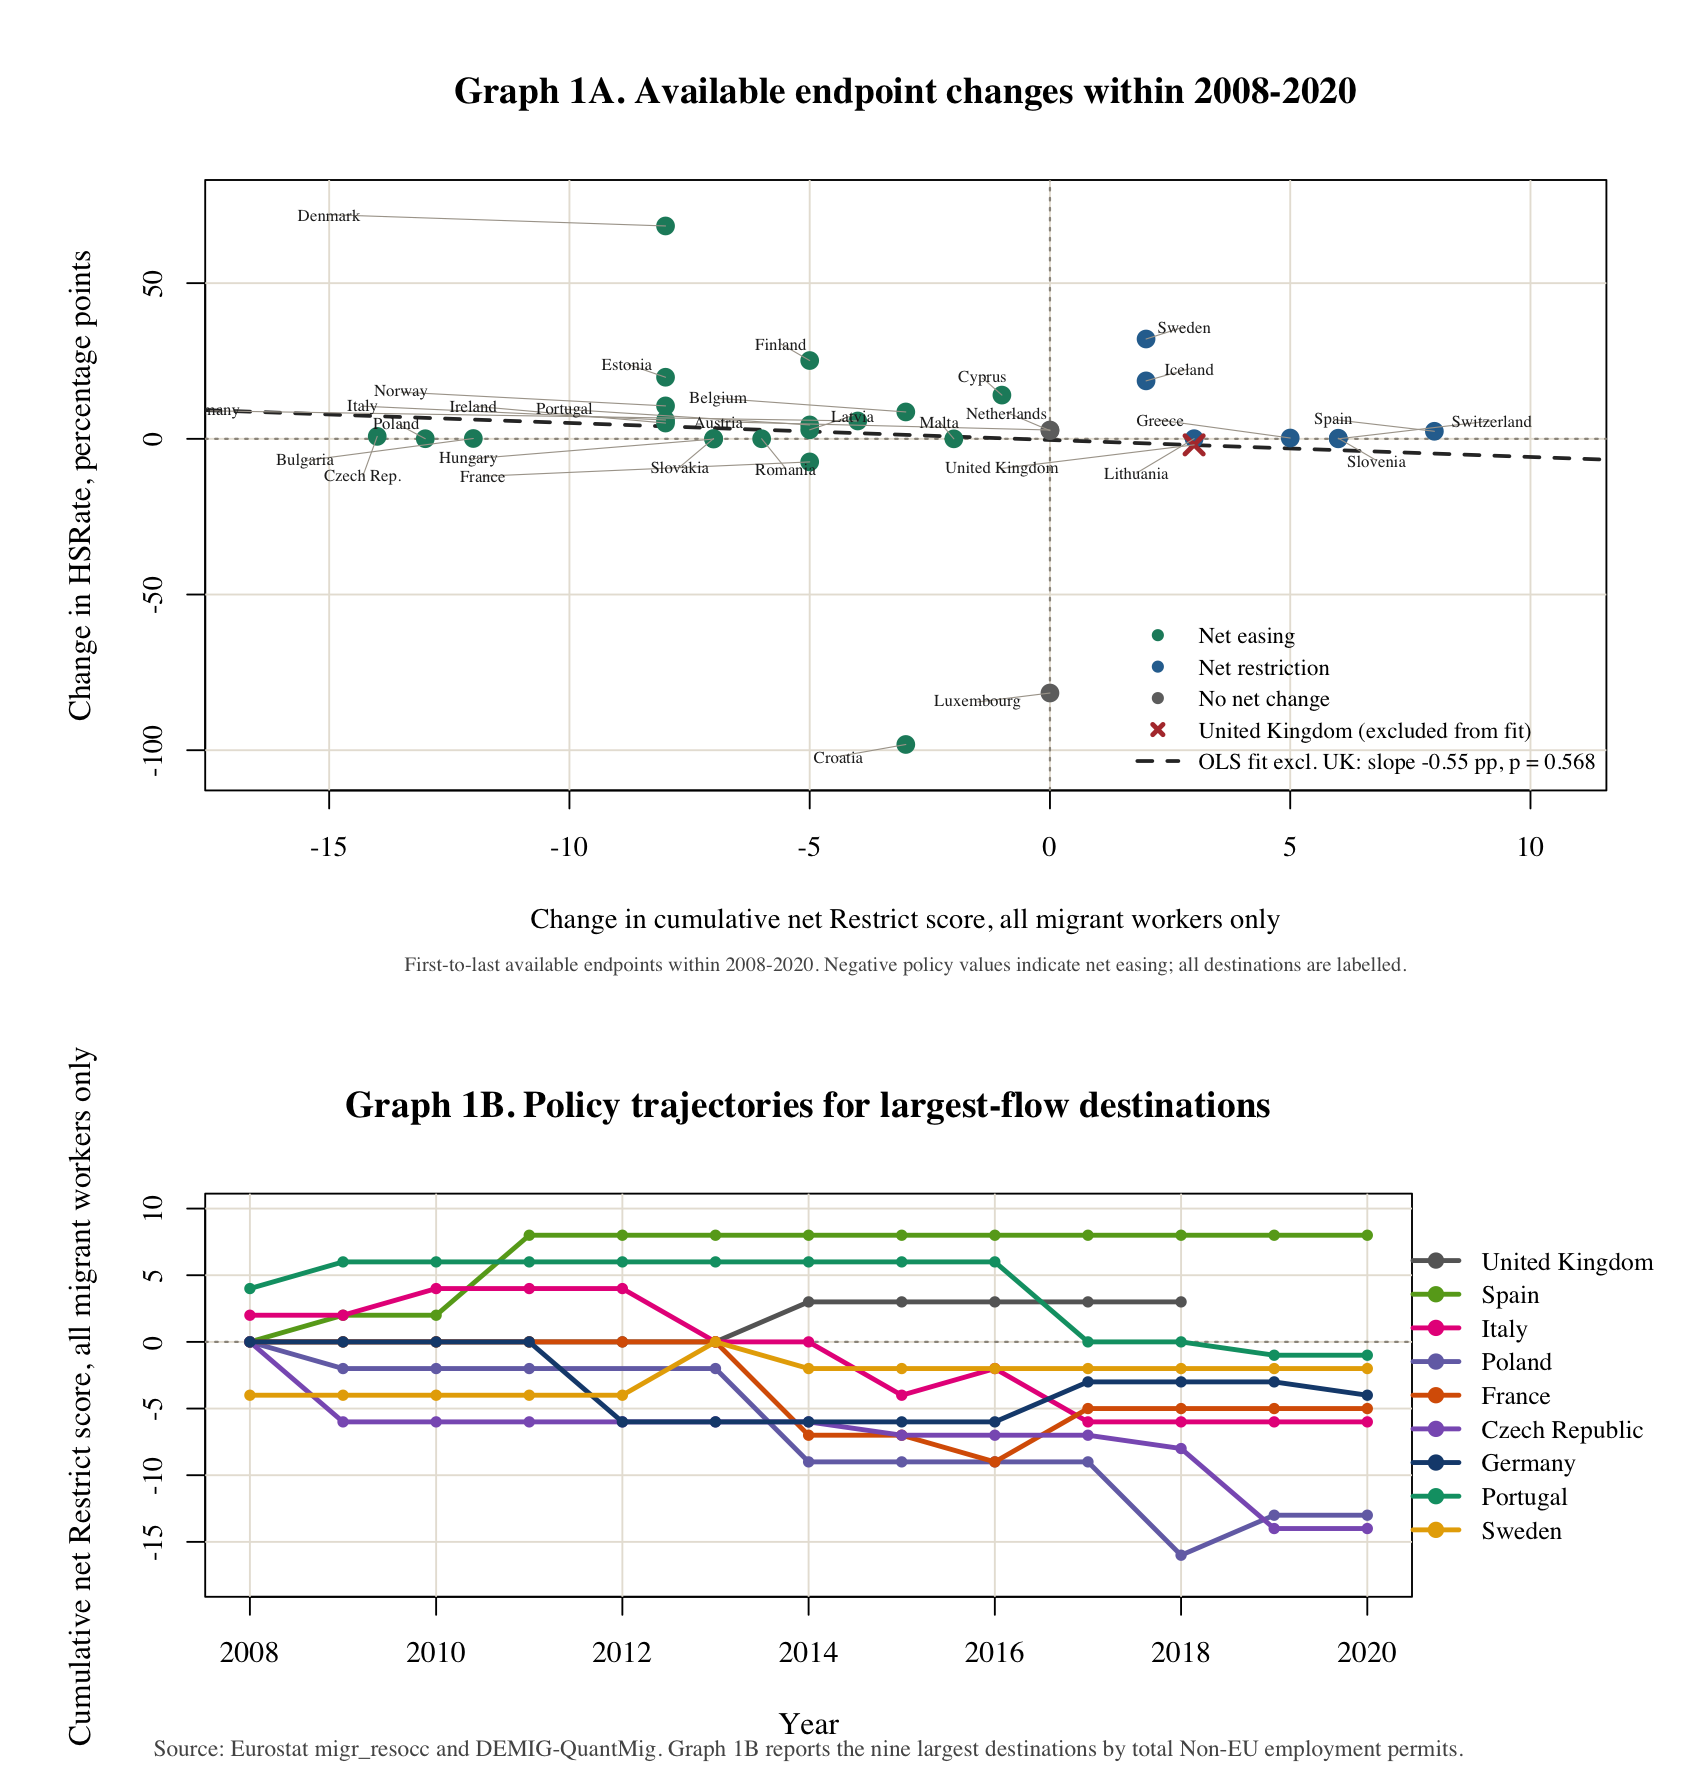 Graph 1A. Available endpoint changes within 2008-2020
Change in HSRate, percentage points
50
0
-50
-100
Denmark
Sweden
Finland
Estonia
Iceland
Cyprus
Norway
Belgium
Italy
Ireland
Portugal
many
Latvia
Netherlands
Poland
Austria
Malta
Greece
Spain
Switzerland
Bulgaria
Hungary
Slovakia
Romania
United Kingdom
Slovenia
Czech Rep.
France
Lithuania
Luxembourg
Croatia
Net easing
Net restriction
No net change
United Kingdom (excluded from fit)
OLS fit excl. UK: slope -0.55 pp, p = 0.568
-15 -10 -5 0 5 10
Change in cumulative net Restrict score, all migrant workers only
First-to-last available endpoints within 2008-2020. Negative policy values indicate net easing; all destinations are labelled.
Graph 1B. Policy trajectories for largest-flow destinations
Cumulative net Restrict score, all migrant workers only
10
5
0
-5
-10
-15
United Kingdom
Spain
Italy
Poland
France
Czech Republic
Germany
Portugal
Sweden
2008 2010 2012 2014 2016 2018 2020
Year
Source: Eurostat migr_resocc and DEMIG-QuantMig. Graph 1B reports the nine largest destinations by total Non-EU employment permits.